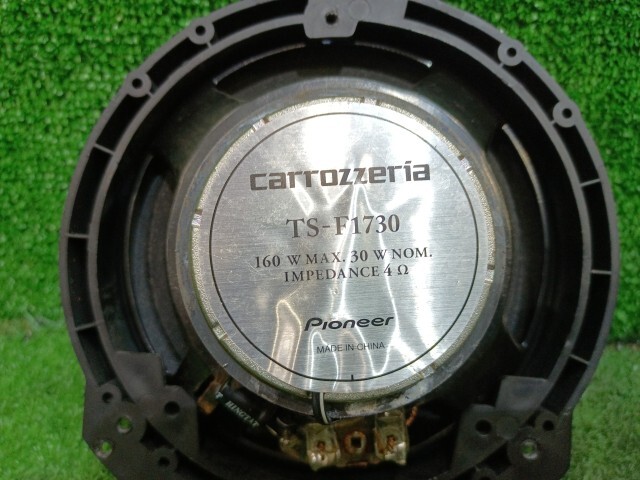 carrozzeria
TS-F1730
160 W MAX. 30 W NOM.
IMPEDANCE 4 Ω
Pioneer
MADE-IN-CHINA